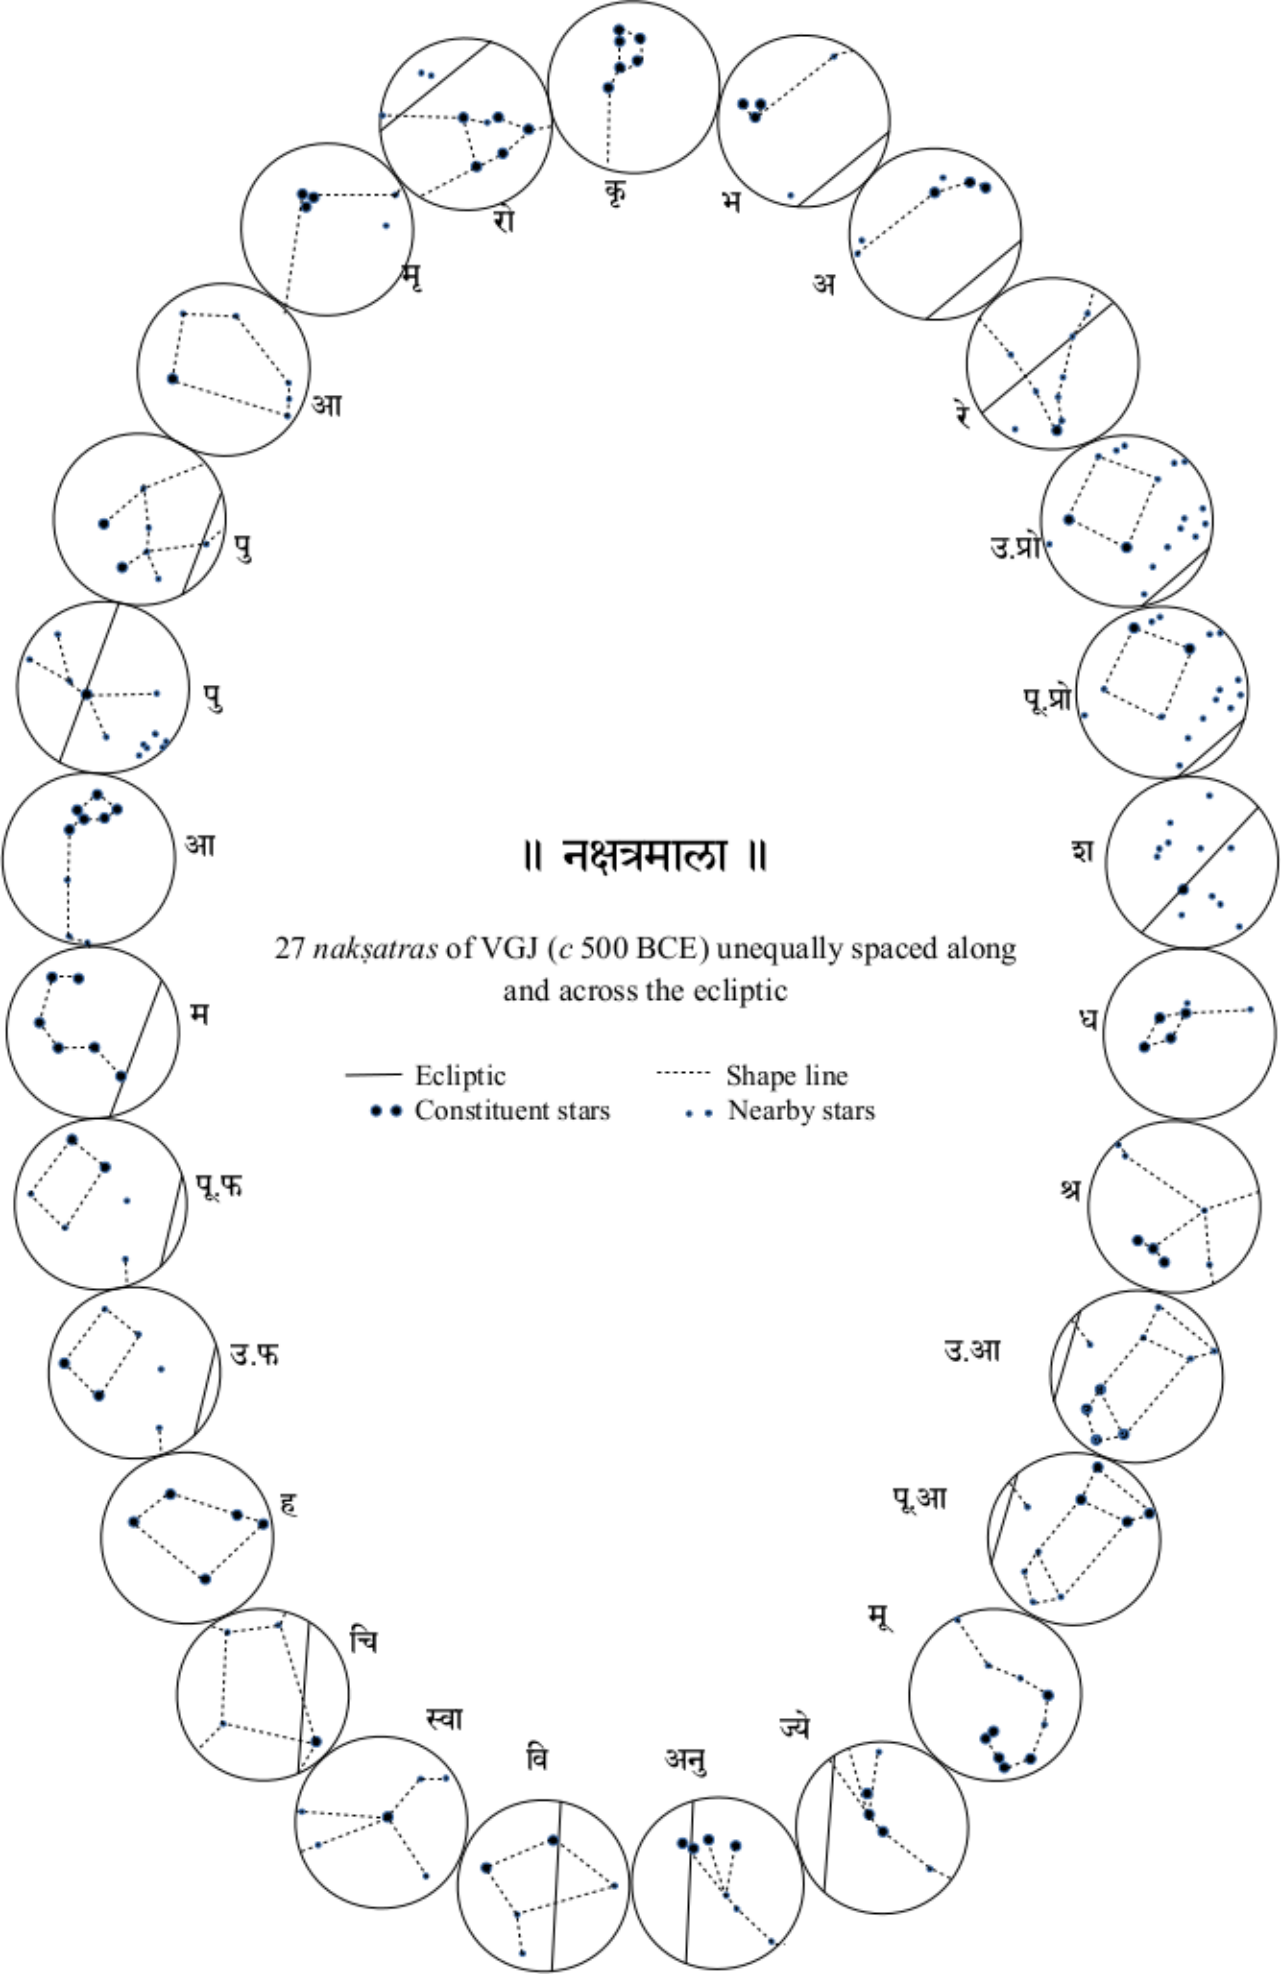 कृ
भ
रो
अ
मृ
रे
आ
उ.प्रो
पु
पू.प्रो
पु
श
आ
॥ नक्षत्रमाला ॥
27 nakṣatras of VGJ (c 500 BCE) unequally spaced along
and across the ecliptic
म
ध
Ecliptic
Shape line
Constituent stars
Nearby stars
पू.फ
श्र
उ.फ
उ.आ
ह
पू.आ
चि
मू
स्वा
ज्ये
वि
अनु